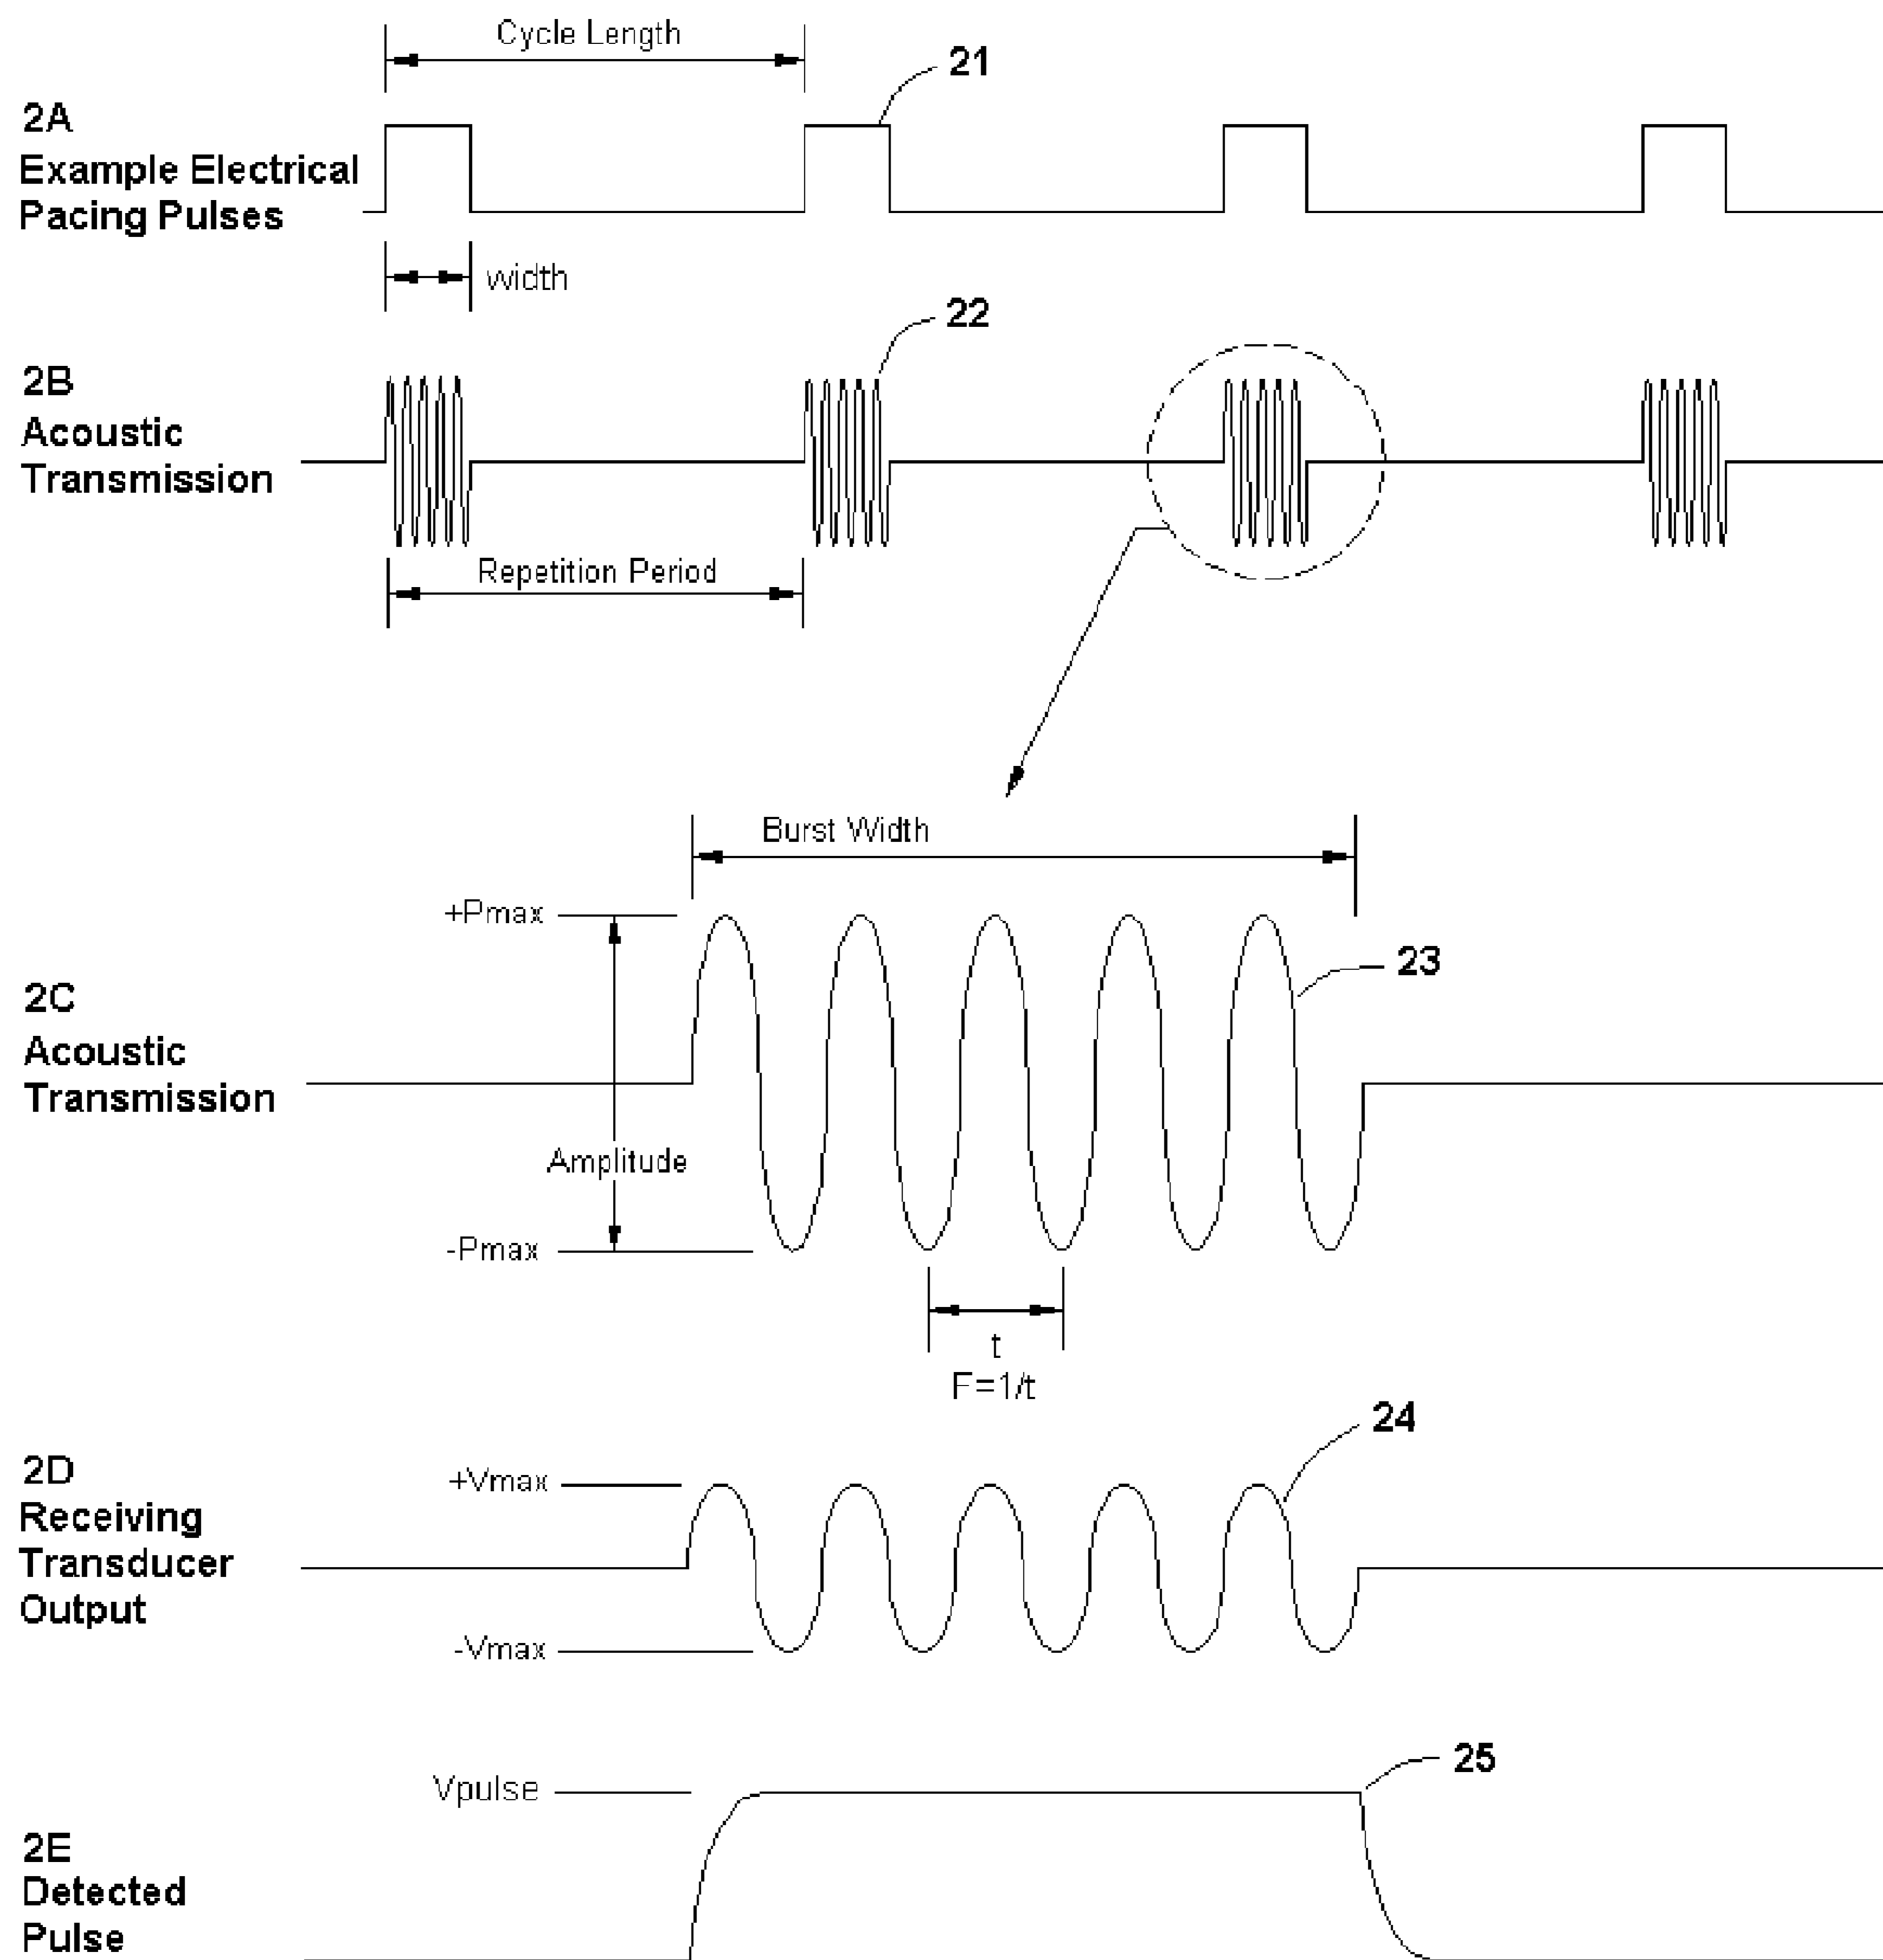 Cycle Length
21
2A
Example Electrical
Pacing Pulses
width
22
2B
Acoustic
Transmission
Repetition Period
Burst Width
+Pmax
23
2C
Acoustic
Transmission
Amplitude
-Pmax
t
F=1/t
24
2D
Receiving
Transducer
Output
+Vmax
-Vmax
25
Vpulse
2E
Detected
Pulse